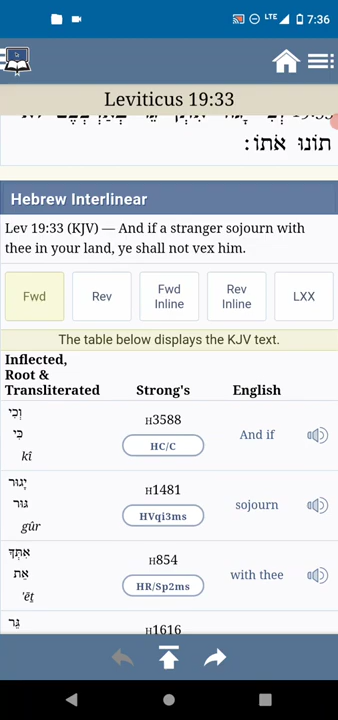 LTE 7:36
Leviticus 19:33
תוֹנוּ אֹתוֹ׃
Hebrew Interlinear
Lev 19:33 (KJV) — And if a stranger sojourn with
thee in your land, ye shall not vex him.
Fwd Rev Fwd Inline Rev Inline LXX
The table below displays the KJV text.
Inflected,
Root &
Transliterated Strong's English
וְכִֽי
כִּי
kî
H3588
HC/C
And if
יָגוּר
גּוּר
gûr
H1481
HVqi3ms
sojourn
אִתְּךָ
אֵת
'ēṯ
H854
HR/Sp2ms
with thee
גֵּר
H1616